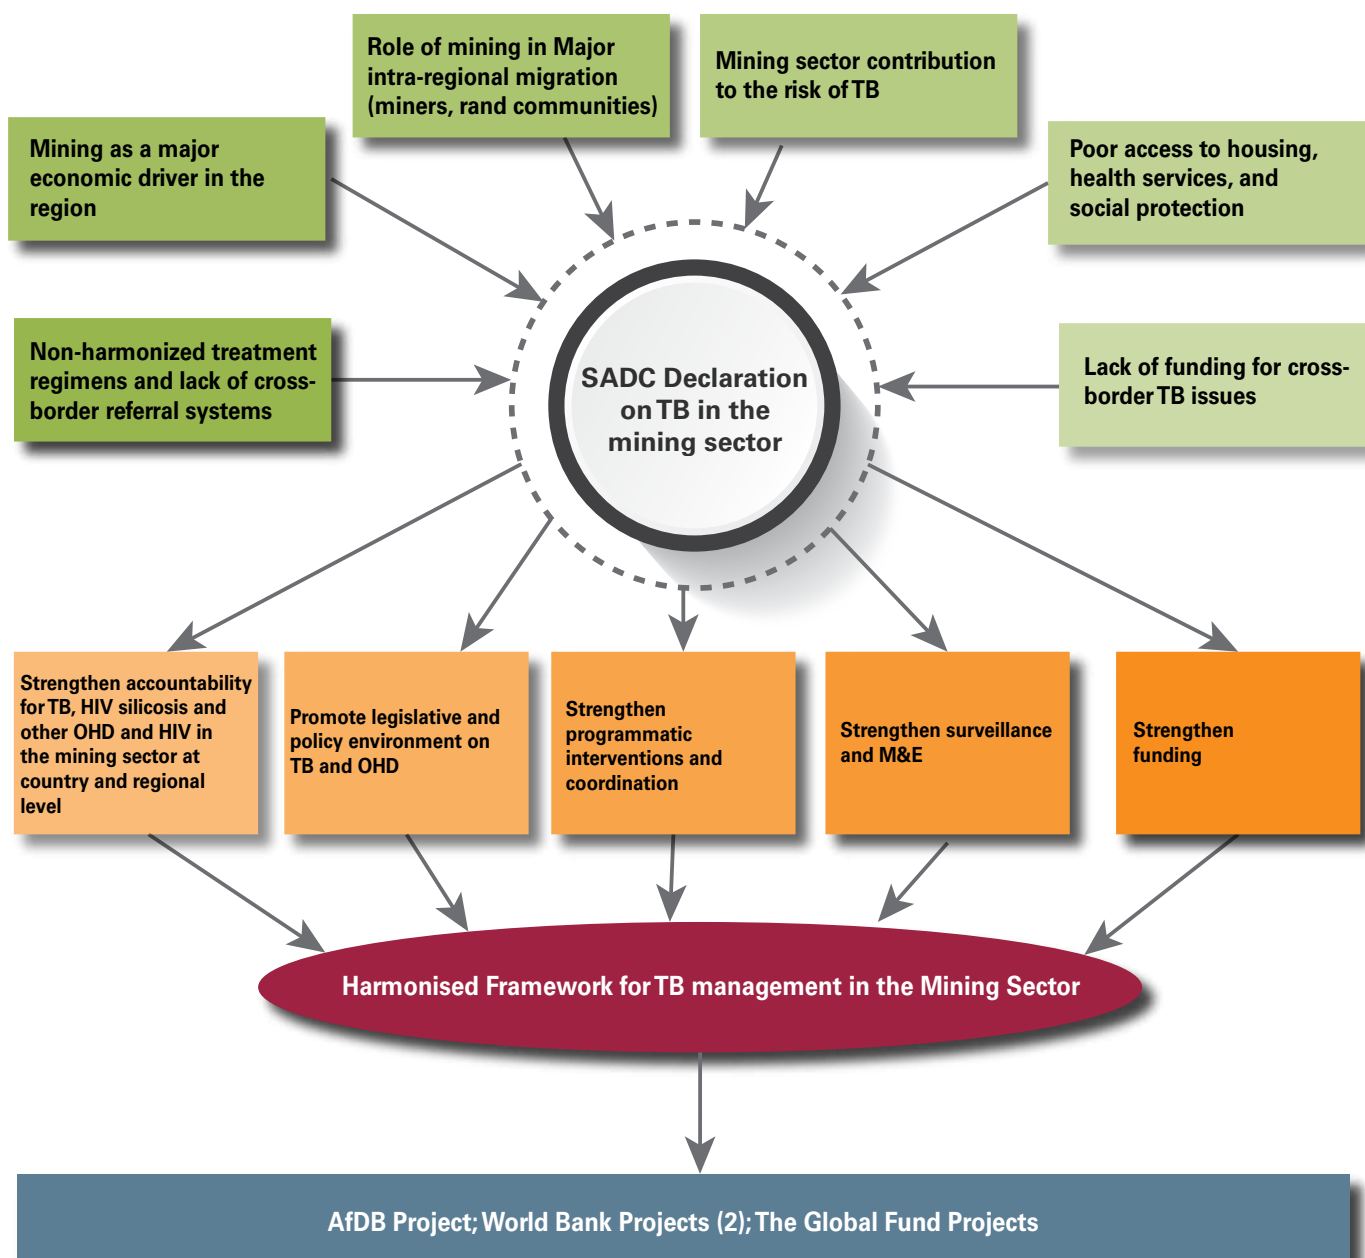 Role of mining in Major
intra-regional migration
(miners, rand communities)
Mining sector contribution
to the risk of TB
Mining as a major
economic driver in the
region
Poor access to housing,
health services, and
social protection
Non-harmonized treatment
regimens and lack of cross-
border referral systems
SADC Declaration
on TB in the
mining sector
Lack of funding for cross-
border TB issues
Strengthen accountability
for TB, HIV silicosis and
other OHD and HIV in
the mining sector at
country and regional
level
Promote legislative and
policy environment on
TB and OHD
Strengthen
programmatic
interventions and
coordination
Strengthen surveillance
and M&E
Strengthen
funding
Harmonised Framework for TB management in the Mining Sector
AfDB Project; World Bank Projects (2); The Global Fund Projects